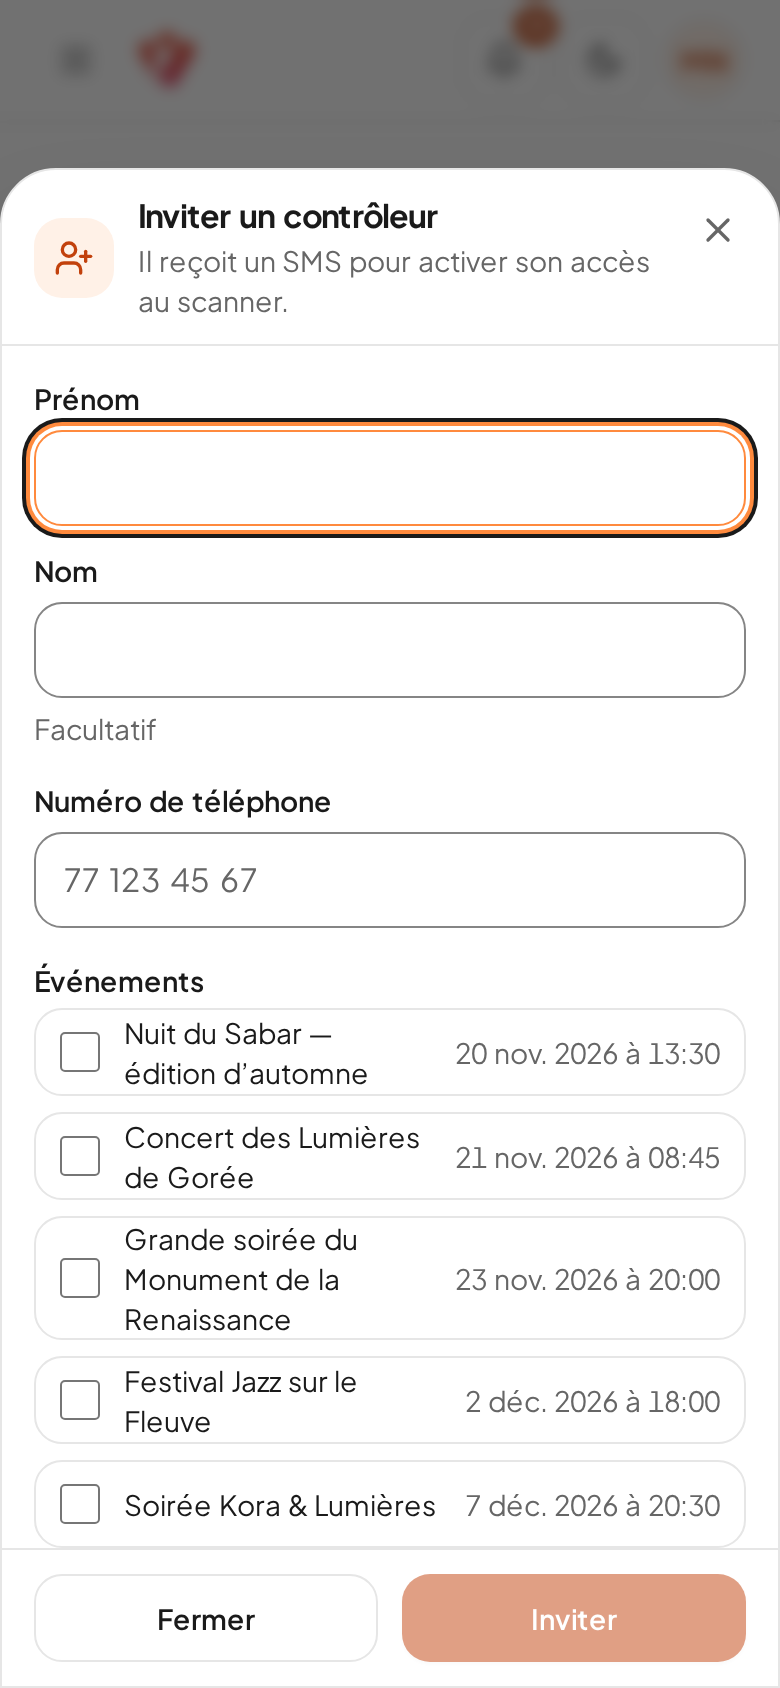 Inviter un contrôleur
Il reçoit un SMS pour activer son accès
au scanner.
Prénom
Nom
Facultatif
Numéro de téléphone
77 123 45 67
Événements
Nuit du Sabar —
édition d’automne
20 nov. 2026 à 13:30
Concert des Lumières
de Gorée
21 nov. 2026 à 08:45
Grande soirée du
Monument de la
Renaissance
23 nov. 2026 à 20:00
Festival Jazz sur le
Fleuve
2 déc. 2026 à 18:00
Soirée Kora & Lumières
7 déc. 2026 à 20:30
Fermer
Inviter